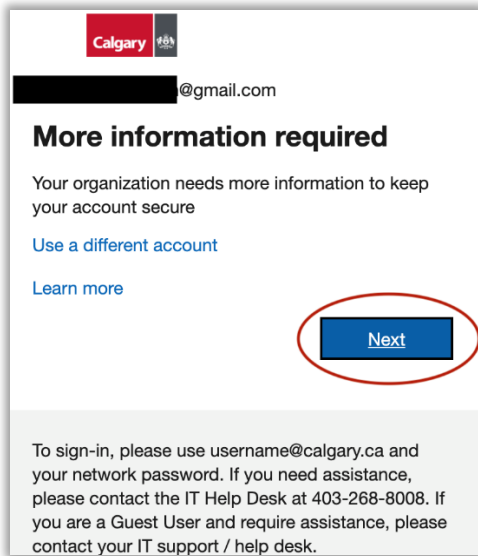 Calgary
@gmail.com
More information required
Your organization needs more information to keep
your account secure
Use a different account
Learn more
Next
To sign-in, please use username@calgary.ca and
your network password. If you need assistance,
please contact the IT Help Desk at 403-268-8008. If
you are a Guest User and require assistance, please
contact your IT support / help desk.